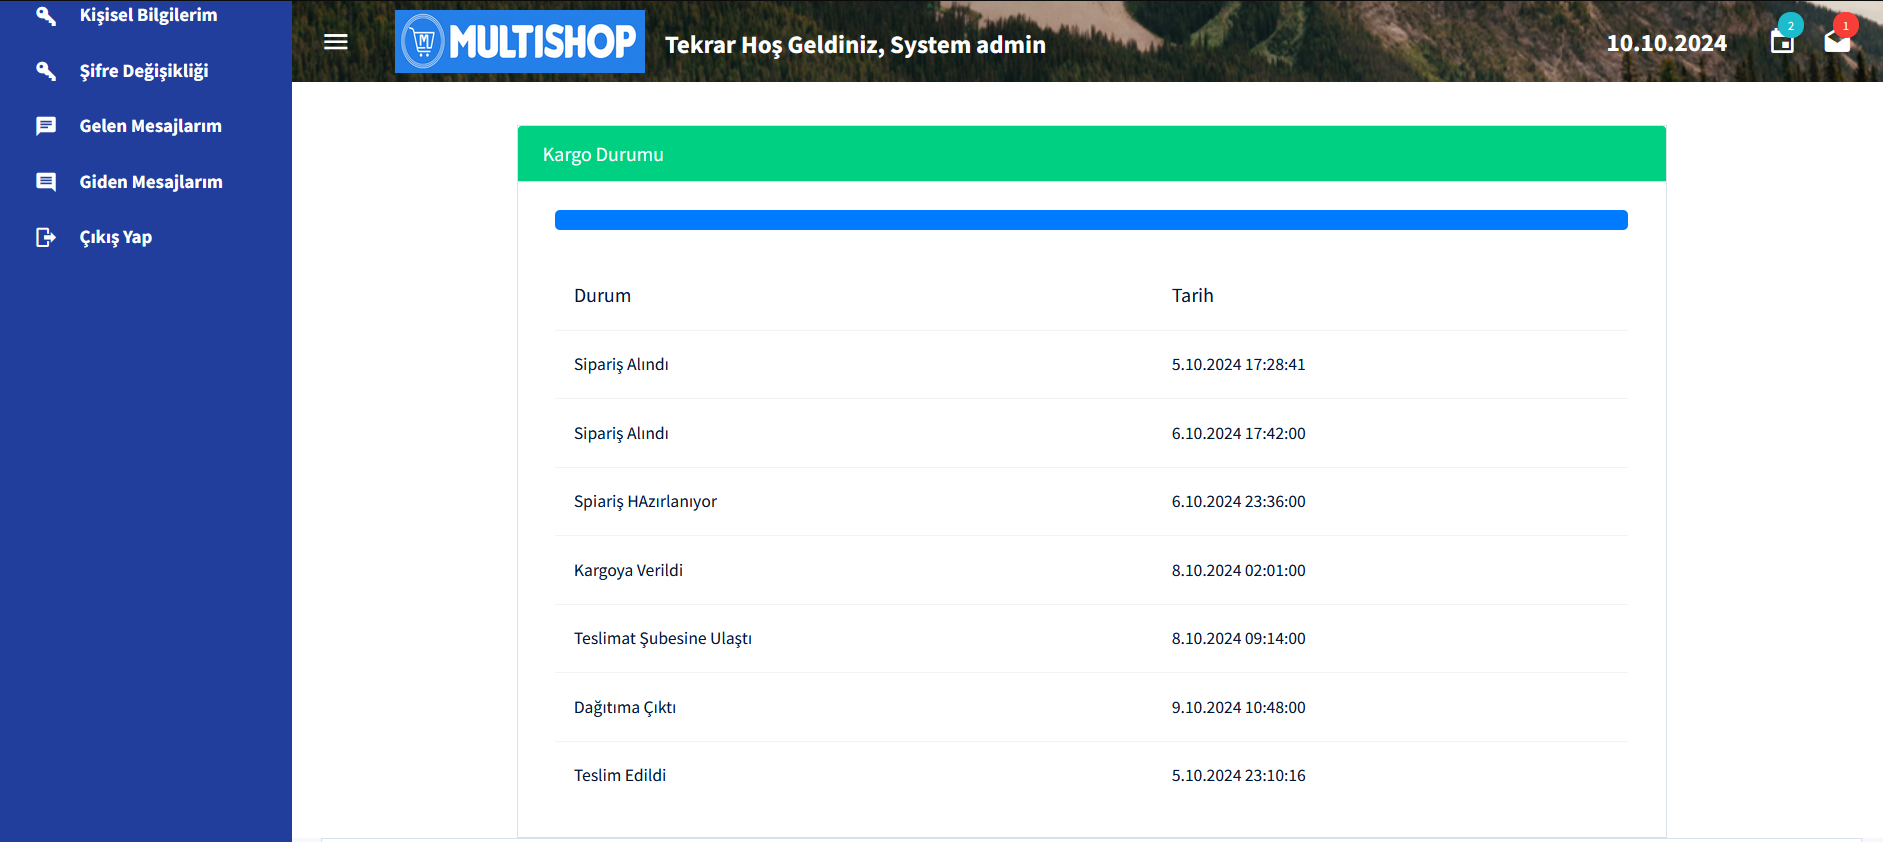 Kişisel Bilgilerim
Şifre Değişikliği
Gelen Mesajlarım
Giden Mesajlarım
Çıkış Yap
M MULTISHOP
Tekrar Hoş Geldiniz, System admin
10.10.2024
2
1
Kargo Durumu
Durum Tarih
Sipariş Alındı 5.10.2024 17:28:41
Sipariş Alındı 6.10.2024 17:42:00
Spiariş HAzırlanıyor 6.10.2024 23:36:00
Kargoya Verildi 8.10.2024 02:01:00
Teslimat Şubesine Ulaştı 8.10.2024 09:14:00
Dağıtıma Çıktı 9.10.2024 10:48:00
Teslim Edildi 5.10.2024 23:10:16